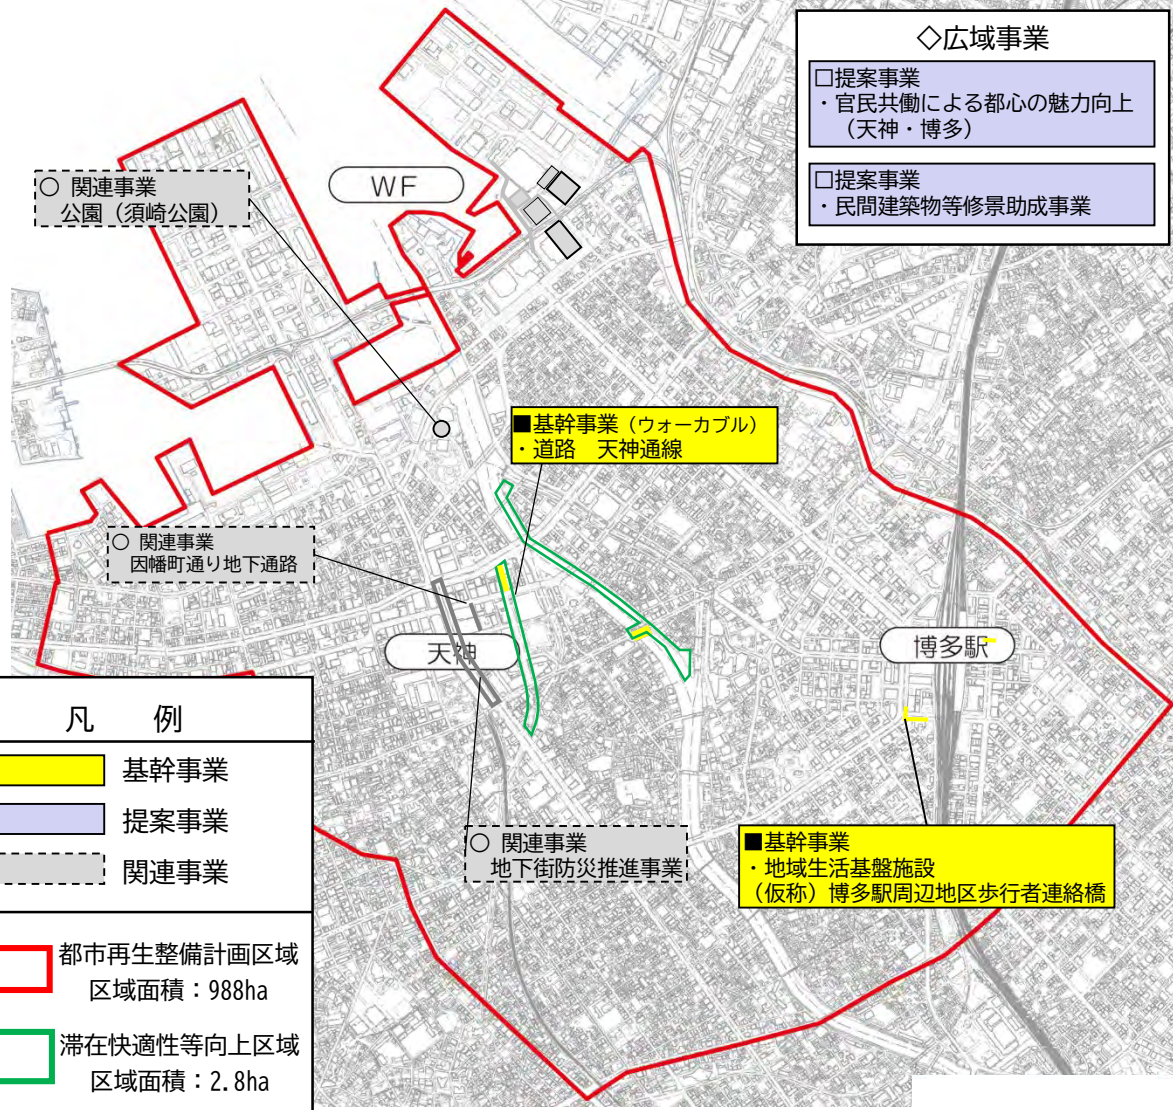 ◇広域事業
□提案事業
・官民共働による都心の魅力向上
（天神・博多）
□提案事業
・民間建築物等修景助成事業
○ 関連事業
公園（須崎公園）
WF
■基幹事業（ウォーカブル）
・道路　天神通線
○ 関連事業
因幡町通り地下通路
天神
博多駅
○ 関連事業
地下街防災推進事業
■基幹事業
・地域生活基盤施設
（仮称）博多駅周辺地区歩行者連絡橋
凡　例
基幹事業
提案事業
関連事業
都市再生整備計画区域
区域面積：988ha
滞在快適性等向上区域
区域面積：2.8ha